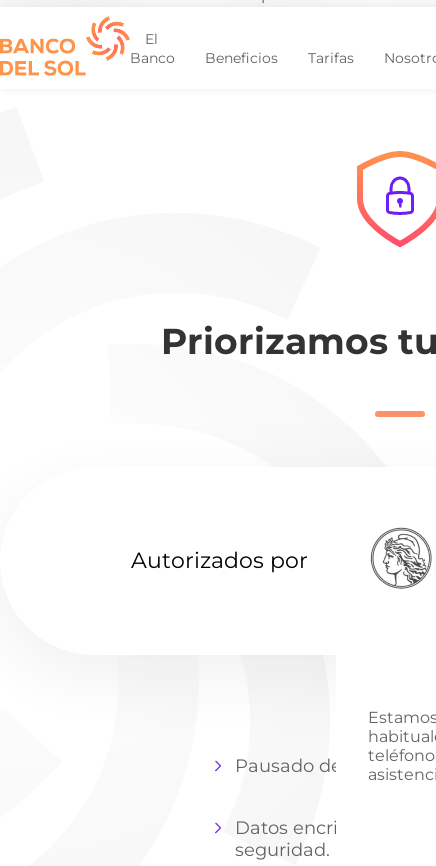 BANCO
DEL SOL
El
Banco
Beneficios
Tarifas
Nosotro
Priorizamos tu
Autorizados por
Estamos
habituale
teléfono
asistenci
Pausado de
Datos encri
seguridad.